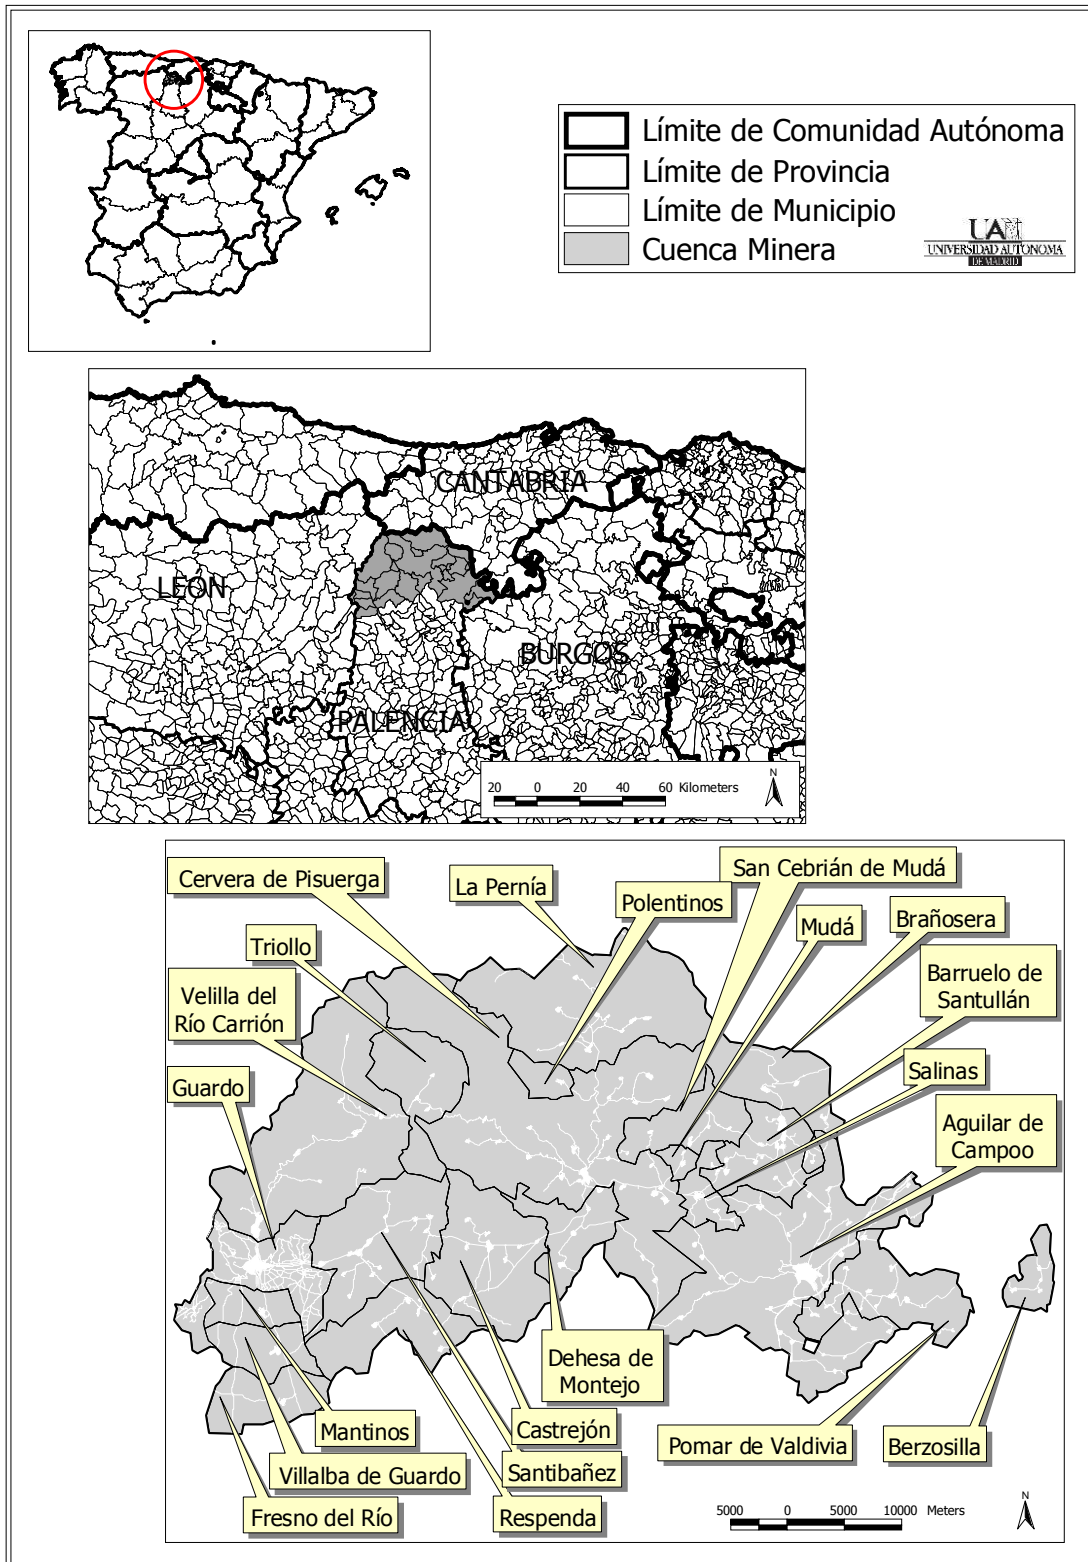 Límite de Comunidad Autónoma
Límite de Provincia
Límite de Municipio
Cuenca Minera
UAM
UNIVERSIDAD AUTONOMA
DE MADRID
CANTABRIA
LEÓN
BURGOS
PALENCIA
20 0 20 40 60 Kilometers
N
Cervera de Pisuerga
La Pernía
San Cebrián de Mudá
Polentinos
Mudá
Brañosera
Triollo
Barruelo de
Santullán
Velilla del
Río Carrión
Salinas
Guardo
Aguilar de
Campoo
Dehesa de
Montejo
Mantinos
Castrejón
Pomar de Valdivia
Berzosilla
Villalba de Guardo
Santibañez
Fresno del Río
Respenda
5000 0 5000 10000 Meters
N